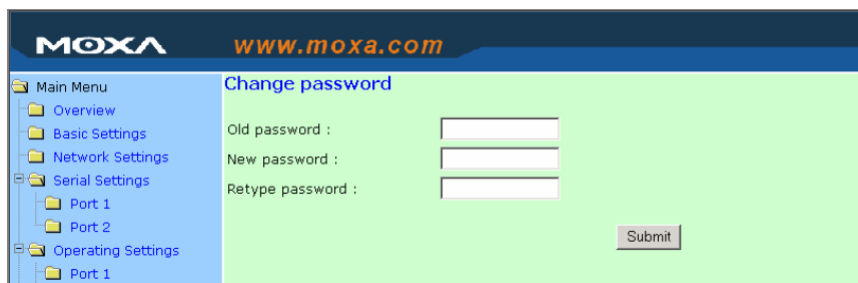 MOXA
www.moxa.com
Main Menu
Overview
Basic Settings
Network Settings
Serial Settings
Port 1
Port 2
Operating Settings
Port 1
Change password
Old password :
New password :
Retype password :
Submit